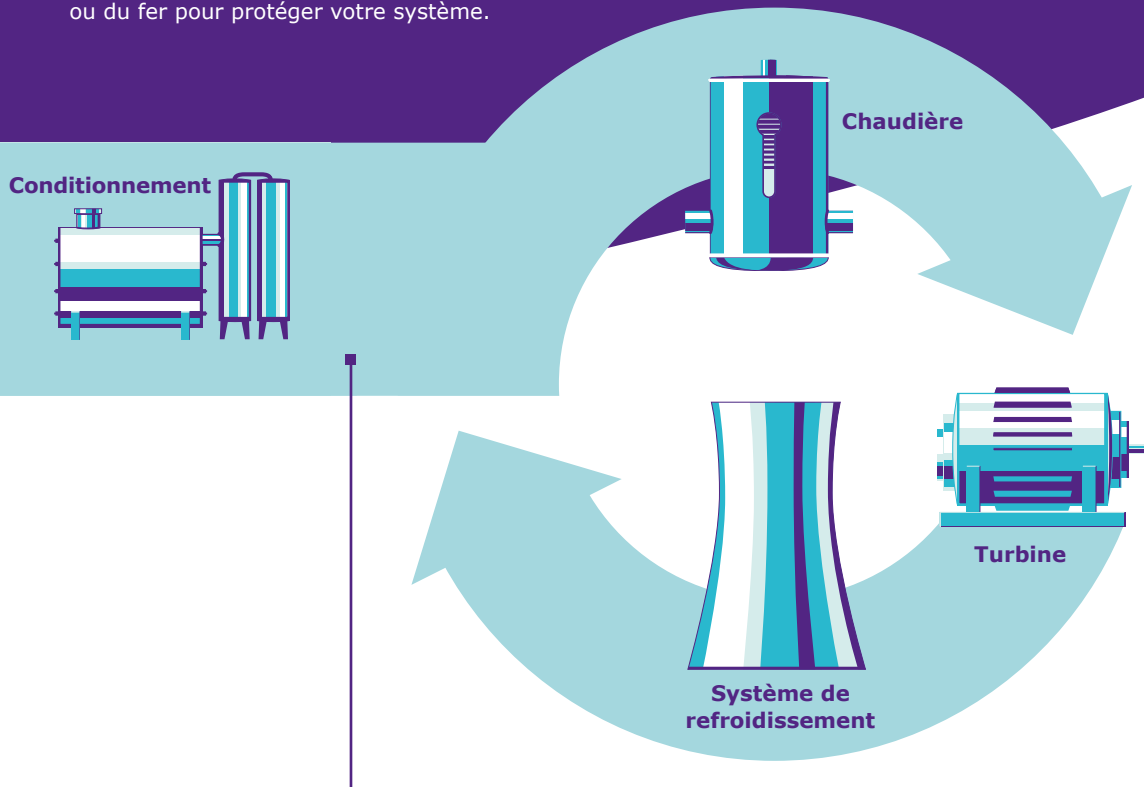 ou du fer pour protéger votre système.
Chaudière
Conditionnement
Turbine
Système de
refroidissement